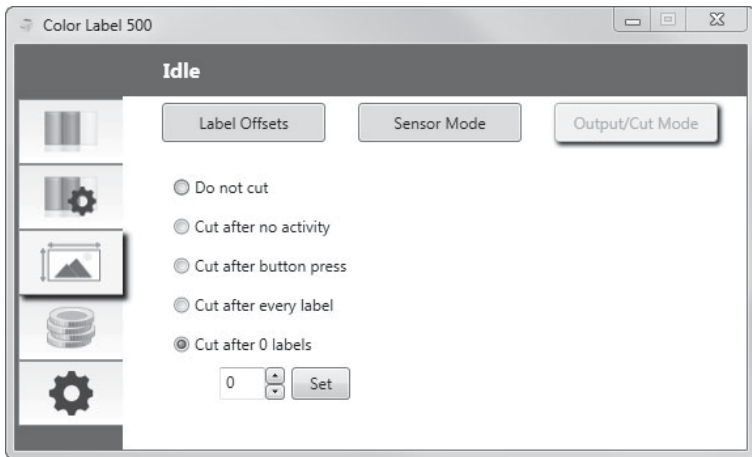 Color Label 500
Idle
Label Offsets Sensor Mode Output/Cut Mode
Do not cut
Cut after no activity
Cut after button press
Cut after every label
Cut after 0 labels
0 Set